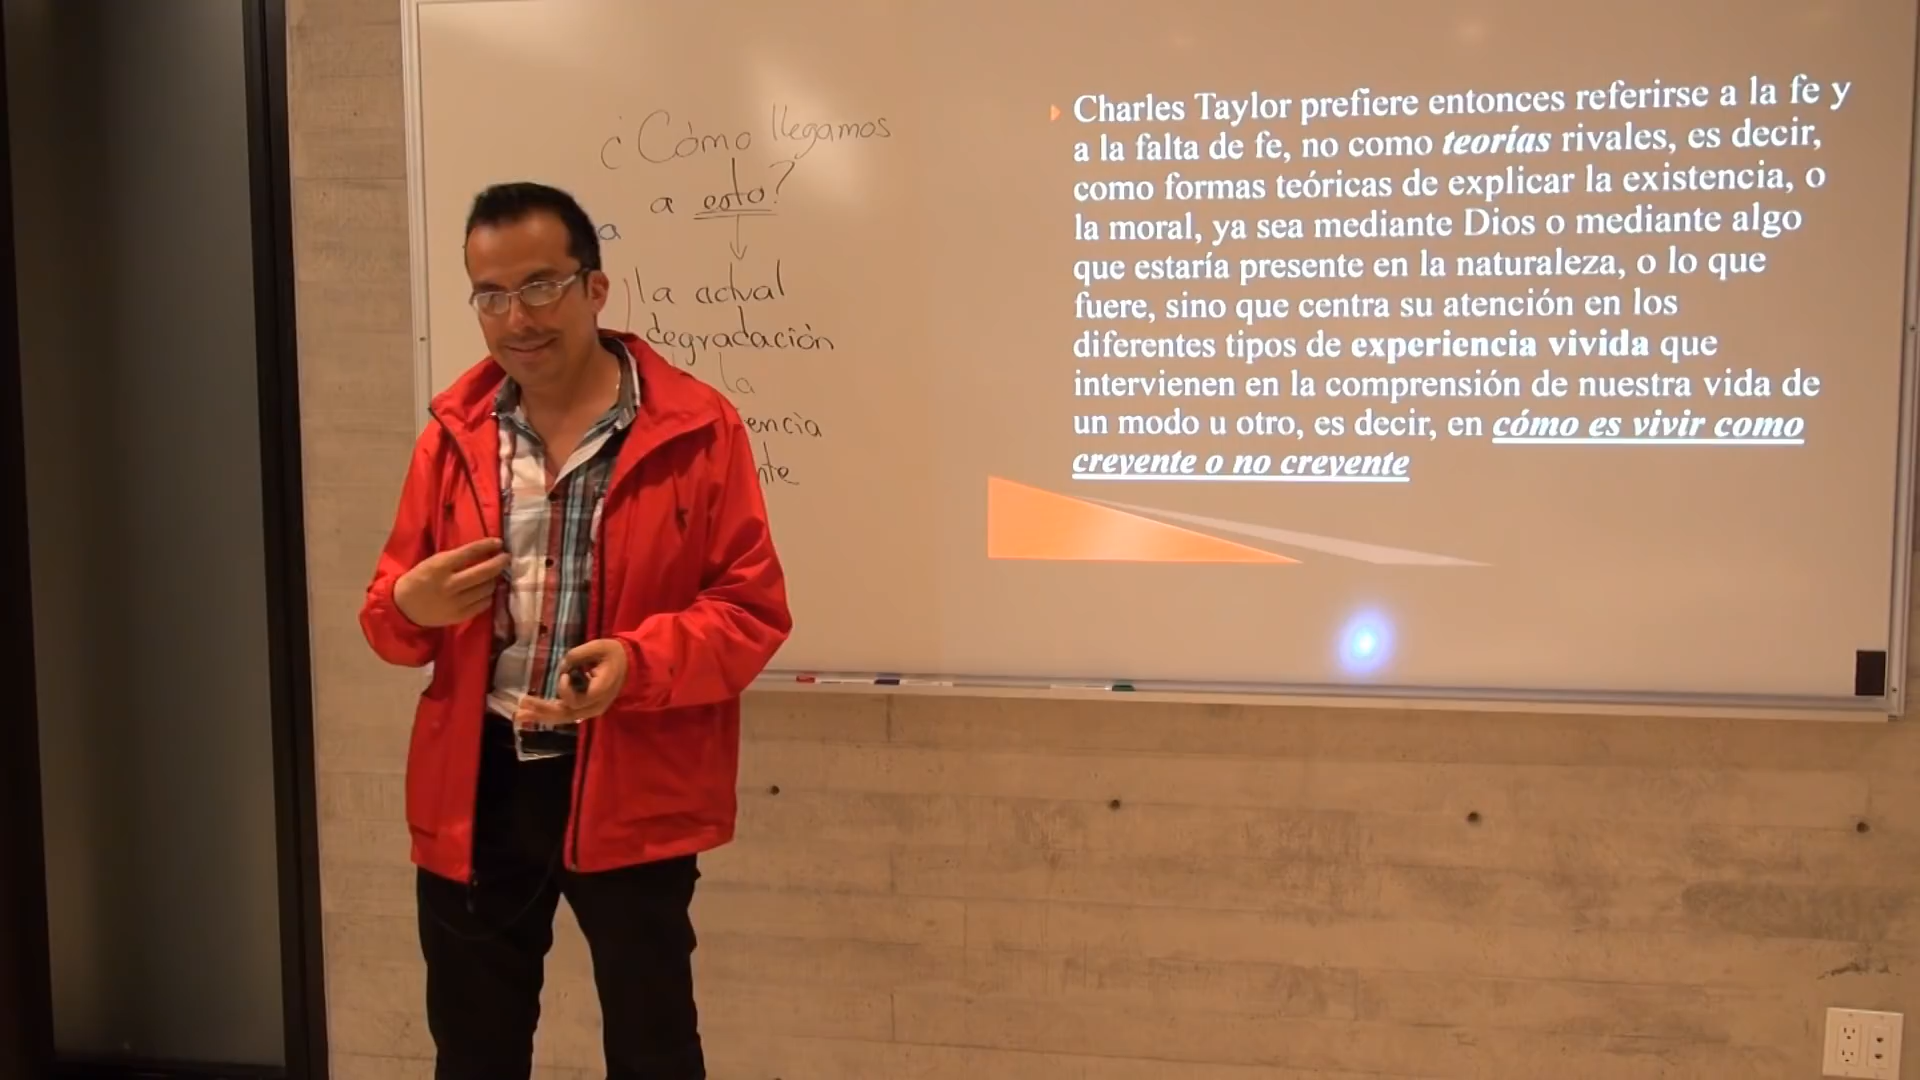 ¿Cómo llegamos
a esto?
a
la actual
degradación
la
encia
nte
Charles Taylor prefiere entonces referirse a la fe y
a la falta de fe, no como teorías rivales, es decir,
como formas teóricas de explicar la existencia, o
la moral, ya sea mediante Dios o mediante algo
que estaría presente en la naturaleza, o lo que
fuere, sino que centra su atención en los
diferentes tipos de experiencia vivida que
intervienen en la comprensión de nuestra vida de
un modo u otro, es decir, en cómo es vivir como
creyente o no creyente